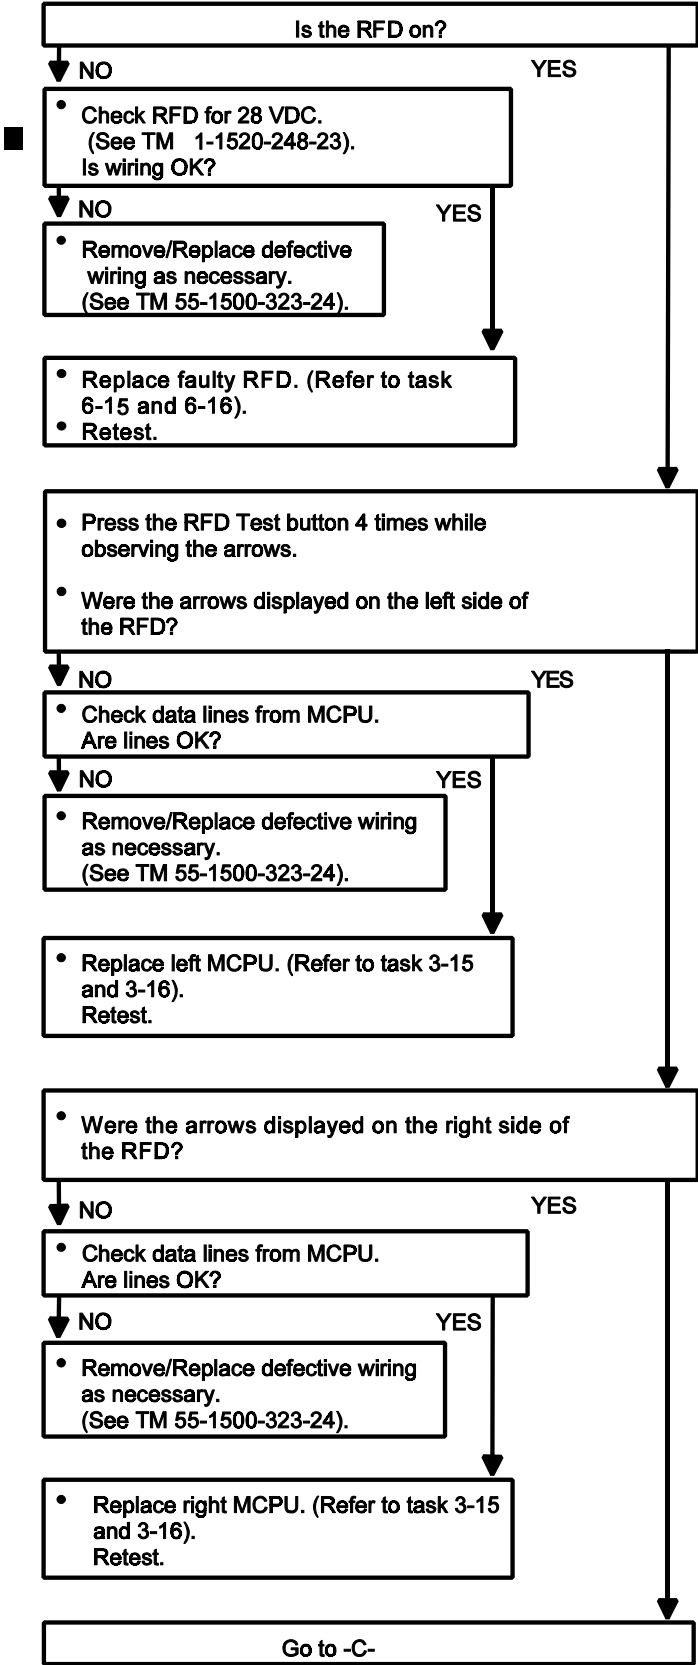 Is the RFD on?
NO
YES
• Check RFD for 28 VDC.
(See TM 1-1520-248-23).
Is wiring OK?
NO
YES
• Remove/Replace defective
wiring as necessary.
(See TM 55-1500-323-24).
• Replace faulty RFD. (Refer to task
6-15 and 6-16).
• Retest.
• Press the RFD Test button 4 times while
observing the arrows.
• Were the arrows displayed on the left side of
the RFD?
NO
YES
• Check data lines from MCPU.
Are lines OK?
NO
YES
• Remove/Replace defective wiring
as necessary.
(See TM 55-1500-323-24).
• Replace left MCPU. (Refer to task 3-15
and 3-16).
Retest.
• Were the arrows displayed on the right side of
the RFD?
NO
YES
• Check data lines from MCPU.
Are lines OK?
NO
YES
• Remove/Replace defective wiring
as necessary.
(See TM 55-1500-323-24).
• Replace right MCPU. (Refer to task 3-15
and 3-16).
Retest.
Go to -C-